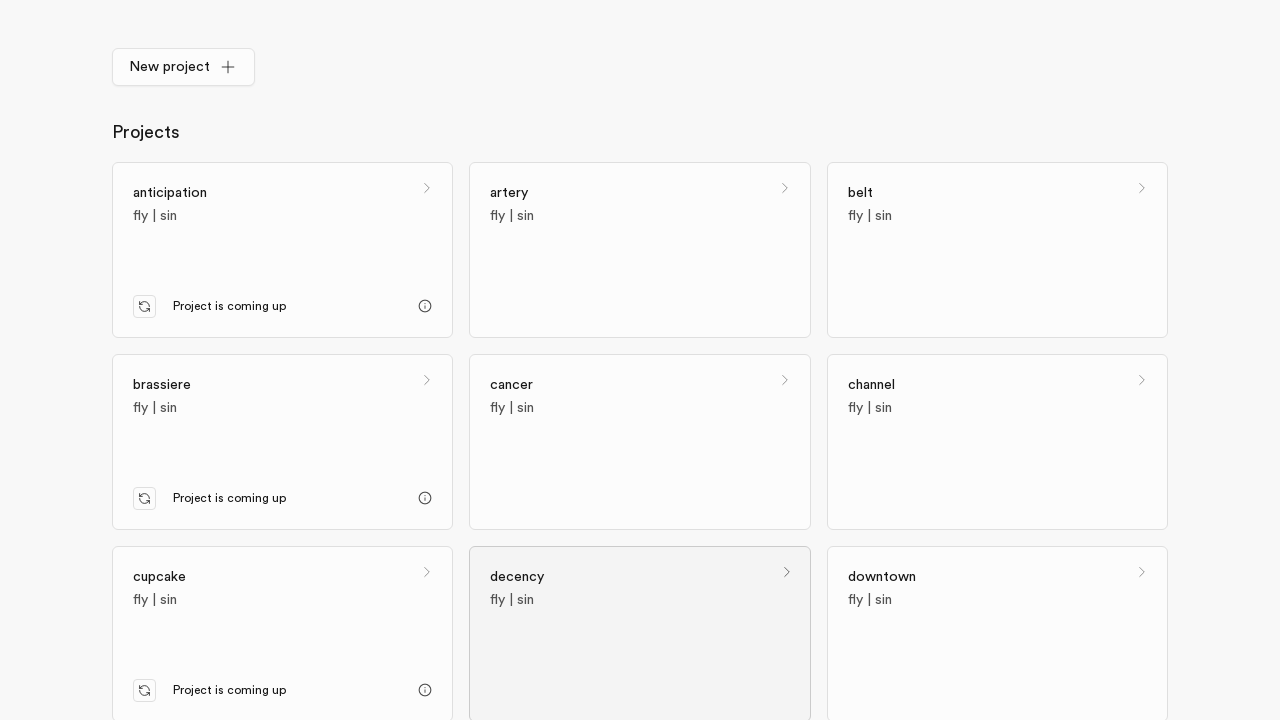 New project
Projects
anticipation
fly | sin
Project is coming up
artery
fly | sin
belt
fly | sin
brassiere
fly | sin
Project is coming up
cancer
fly | sin
channel
fly | sin
cupcake
fly | sin
Project is coming up
decency
fly | sin
downtown
fly | sin